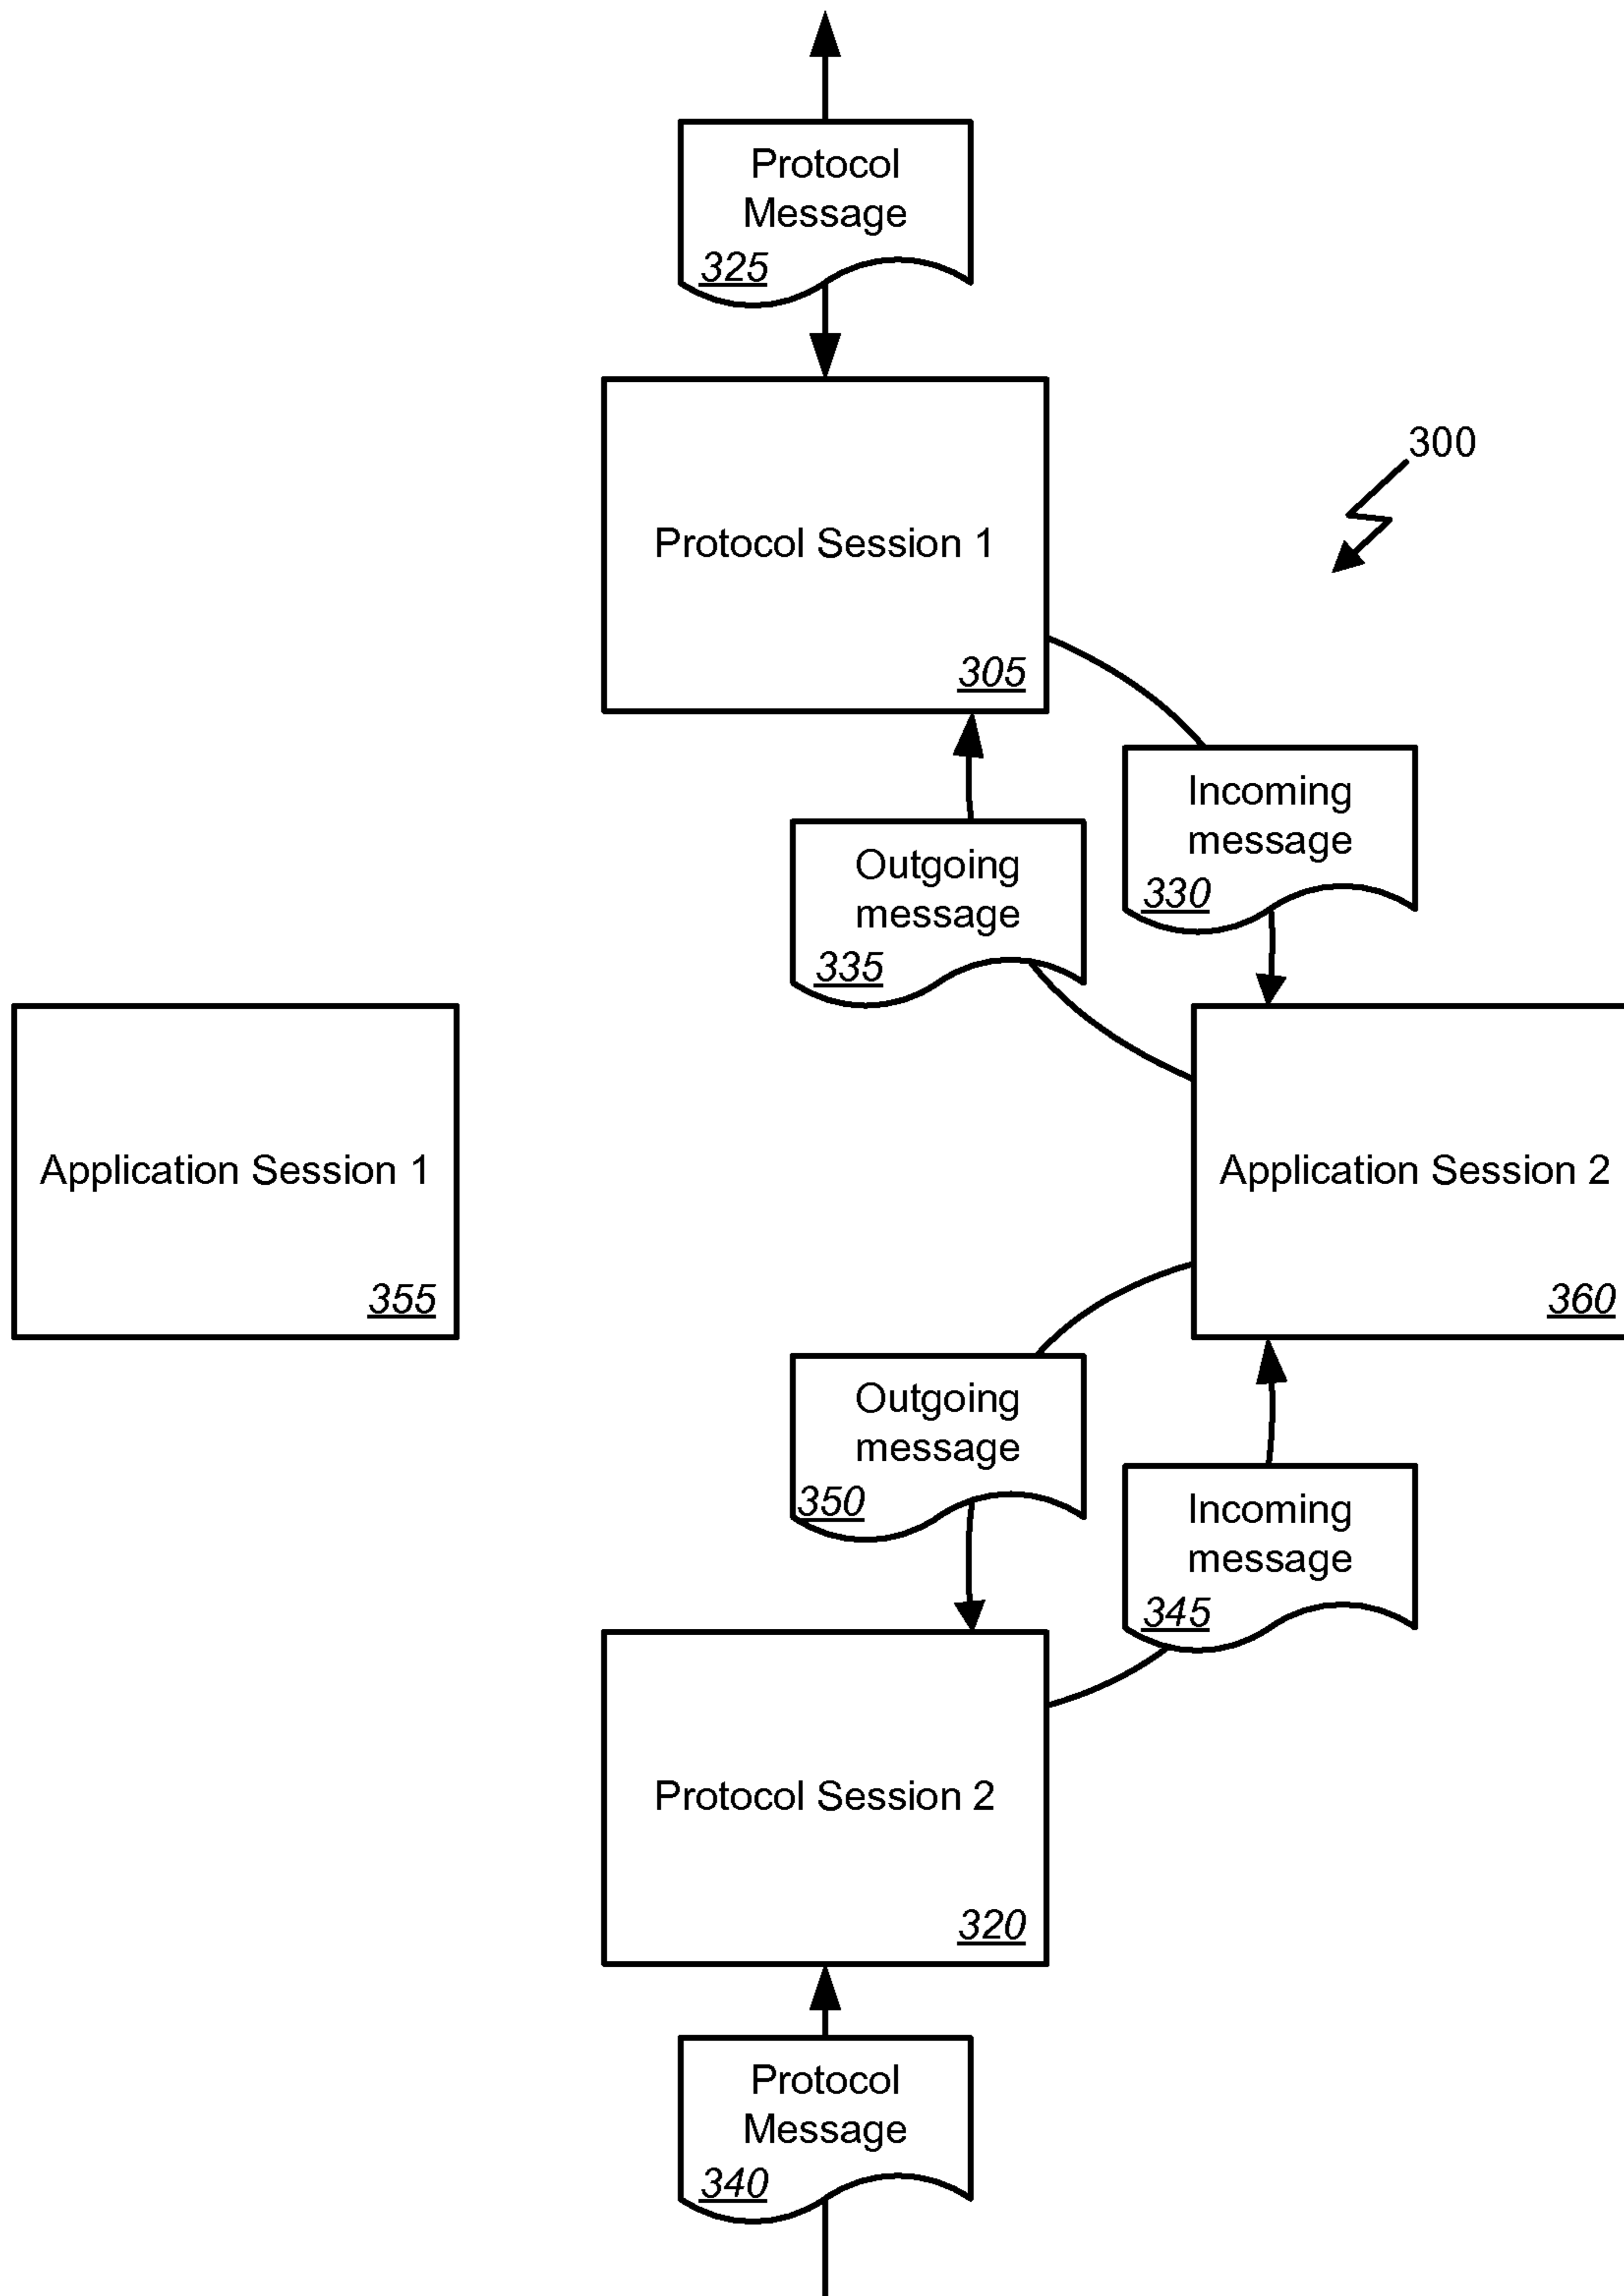 Protocol
Message
325
300
Protocol Session 1
305
Incoming
message
330
Outgoing
message
335
Application Session 1
355
Application Session 2
360
Outgoing
message
350
Incoming
message
345
Protocol Session 2
320
Protocol
Message
340